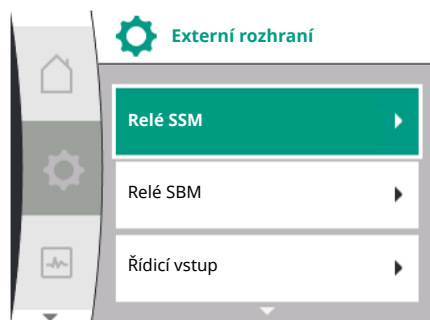 Externí rozhraní
Relé SSM
Relé SBM
Řídicí vstup